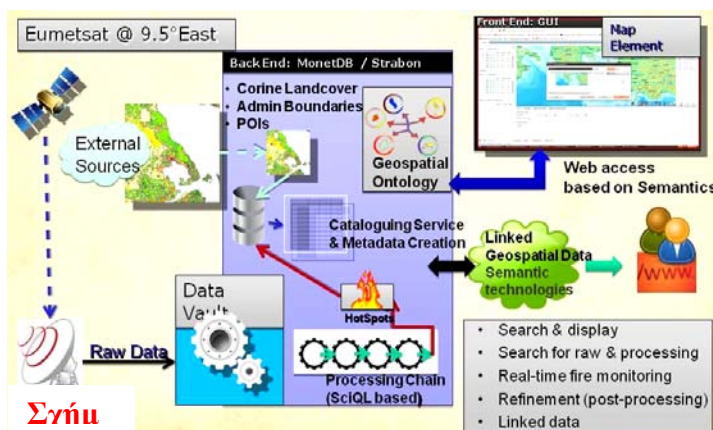 Eumetsat @ 9.5°East
BackEnd: MonetDB / Strabon
• Corine Landcover
• Admin Boundaries
• POIs
External
Sources
Geospatial
Ontology
Front End: GUI
Map
Element
Web access
based on Semantics
Cataloguing Service
& Metadata Creation
Linked
Geospatial Data
Semantic
technologies
/www.
Data
Vault
HotSpots
Raw Data
Processing Chain
(SciQL based)
• Search & display
• Search for raw & processing
• Real-time fire monitoring
• Refinement (post-processing)
• Linked data
Σχήμ